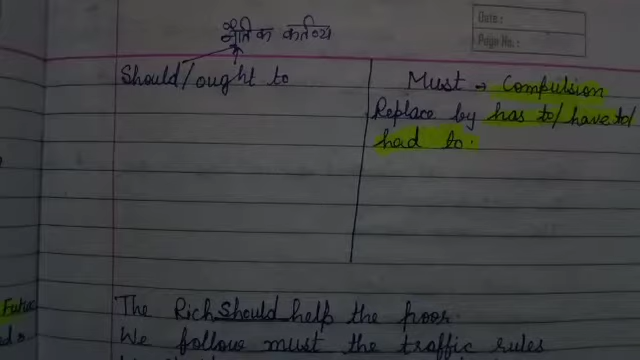 Date:
Page No.:
नैतिक कर्तव्य
Should/ought to
Must → Compulsion
Replace by has to/have to/
had to.
The Rich should help the poor.
We follow must the traffic rules